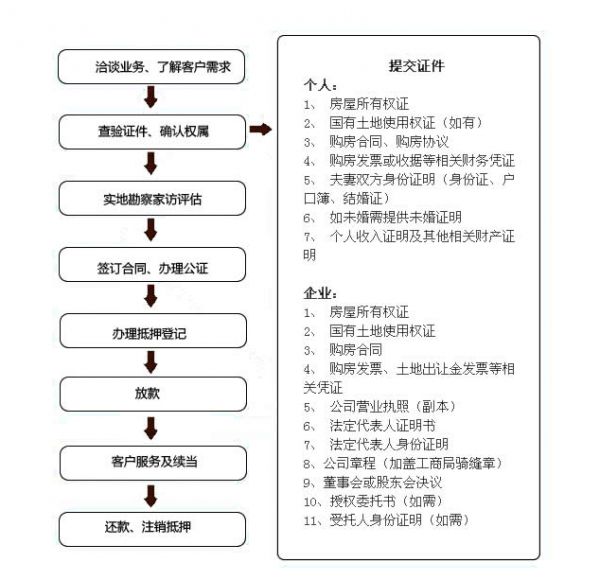 洽谈业务、了解客户需求
查验证件、确认权属
实地勘察家访评估
签订合同、办理公证
办理抵押登记
放款
客户服务及续当
还款、注销抵押
提交证件
个人：
1、 房屋所有权证
2、 国有土地使用权证（如有）
3、 购房合同、购房协议
4、 购房发票或收据等相关财务凭证
5、 夫妻双方身份证明（身份证、户
口簿、结婚证）
6、 如未婚需提供未婚证明
7、 个人收入证明及其他相关财产证
明
企业：
1、 房屋所有权证
2、 国有土地使用权证
3、 购房合同
4、 购房发票、土地出让金发票等相
关凭证
5、 公司营业执照（副本）
6、 法定代表人证明书
7、 法定代表人身份证明
8、公司章程（加盖工商局骑缝章）
9、董事会或股东会决议
10、授权委托书（如需）
11、受托人身份证明（如需）